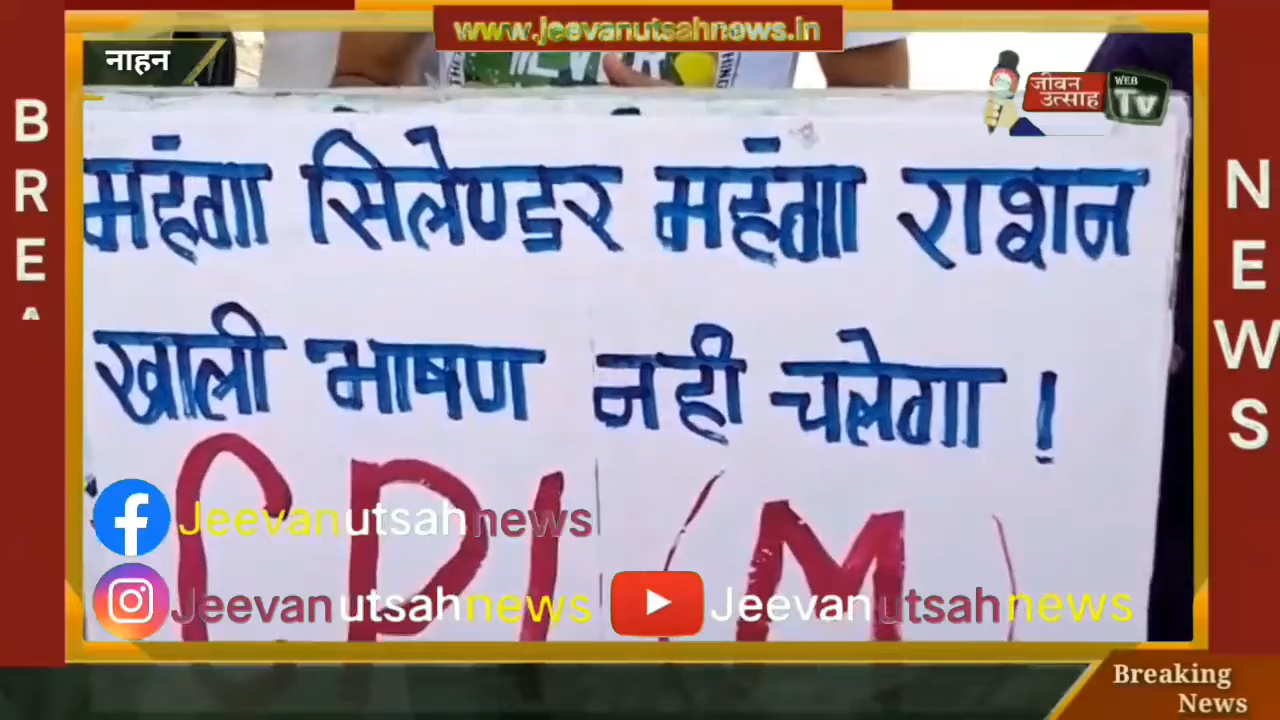 www.jeevanutsahnews.in
नाहन
जीवन
उत्साह
WEB
TV
महंगा सिलेण्डर महंगा राशन
खाली भाषण नही चलेगा !
CPI (M)
Jeevanutsahnews
Jeevanutsahnews
Jeevanutsahnews
BREA
NEWS
Breaking
News